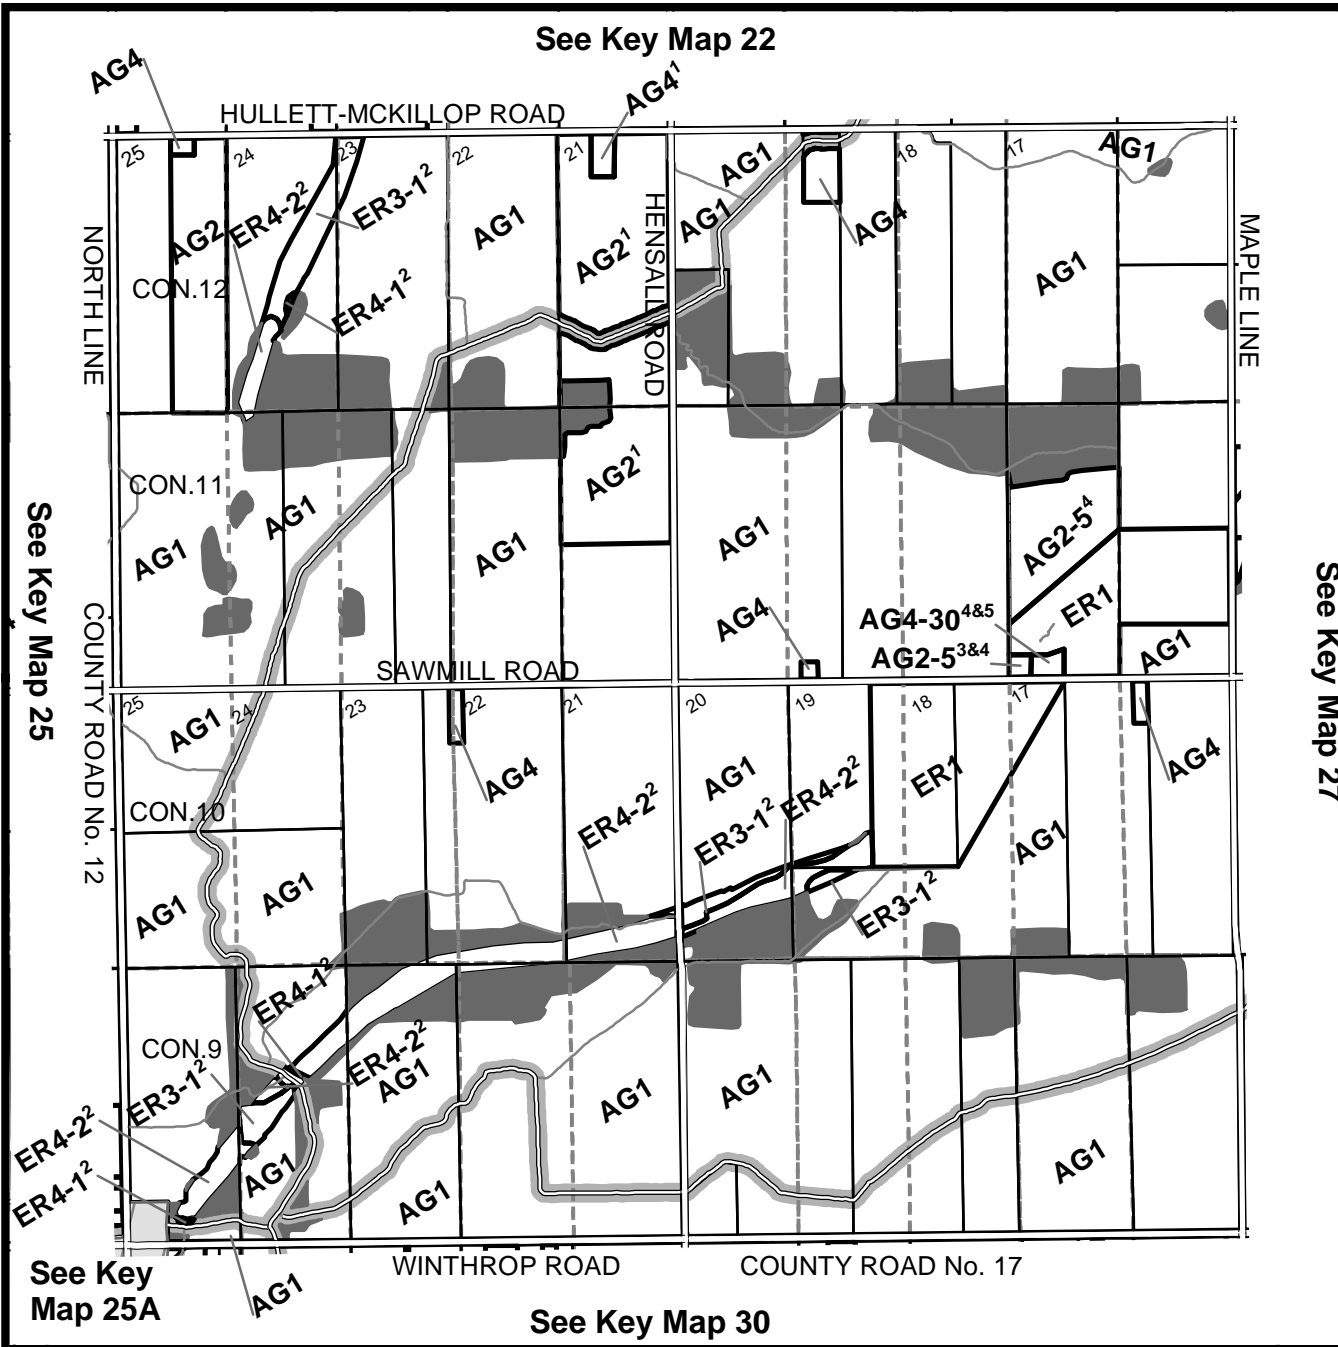 See Key Map 22
AG4
AG4¹
HULLETT-MCKILLOP ROAD
25
24
23
22
21
18
17
AG1
AG1
AG2
ER4-2²
ER3-1²
AG1
HENSALL ROAD
AG1
AG4
NORTH LINE
CON.12
ER4-1²
AG2¹
AG1
MAPLE LINE
CON.11
AG2¹
AG1
AG1
AG1
AG1
AG2-5⁴
See Key Map 25
COUNTY ROAD No. 12
AG4
AG4-30⁴&⁵
ER1
AG2-5³&⁴
AG1
See Key Map 27
SAWMILL ROAD
25
24
23
22
21
20
19
18
17
AG1
AG4
AG1
ER4-2²
ER1
AG4
CON.10
ER4-2²
ER3-1²
AG1
AG1
AG1
ER3-1²
ER4-1²
CON.9
ER4-2²
AG1
ER3-1²
AG1
AG1
ER4-2²
AG1
AG1
ER4-1²
AG1
WINTHROP ROAD
COUNTY ROAD No. 17
See Key
Map 25A
AG1
See Key Map 30